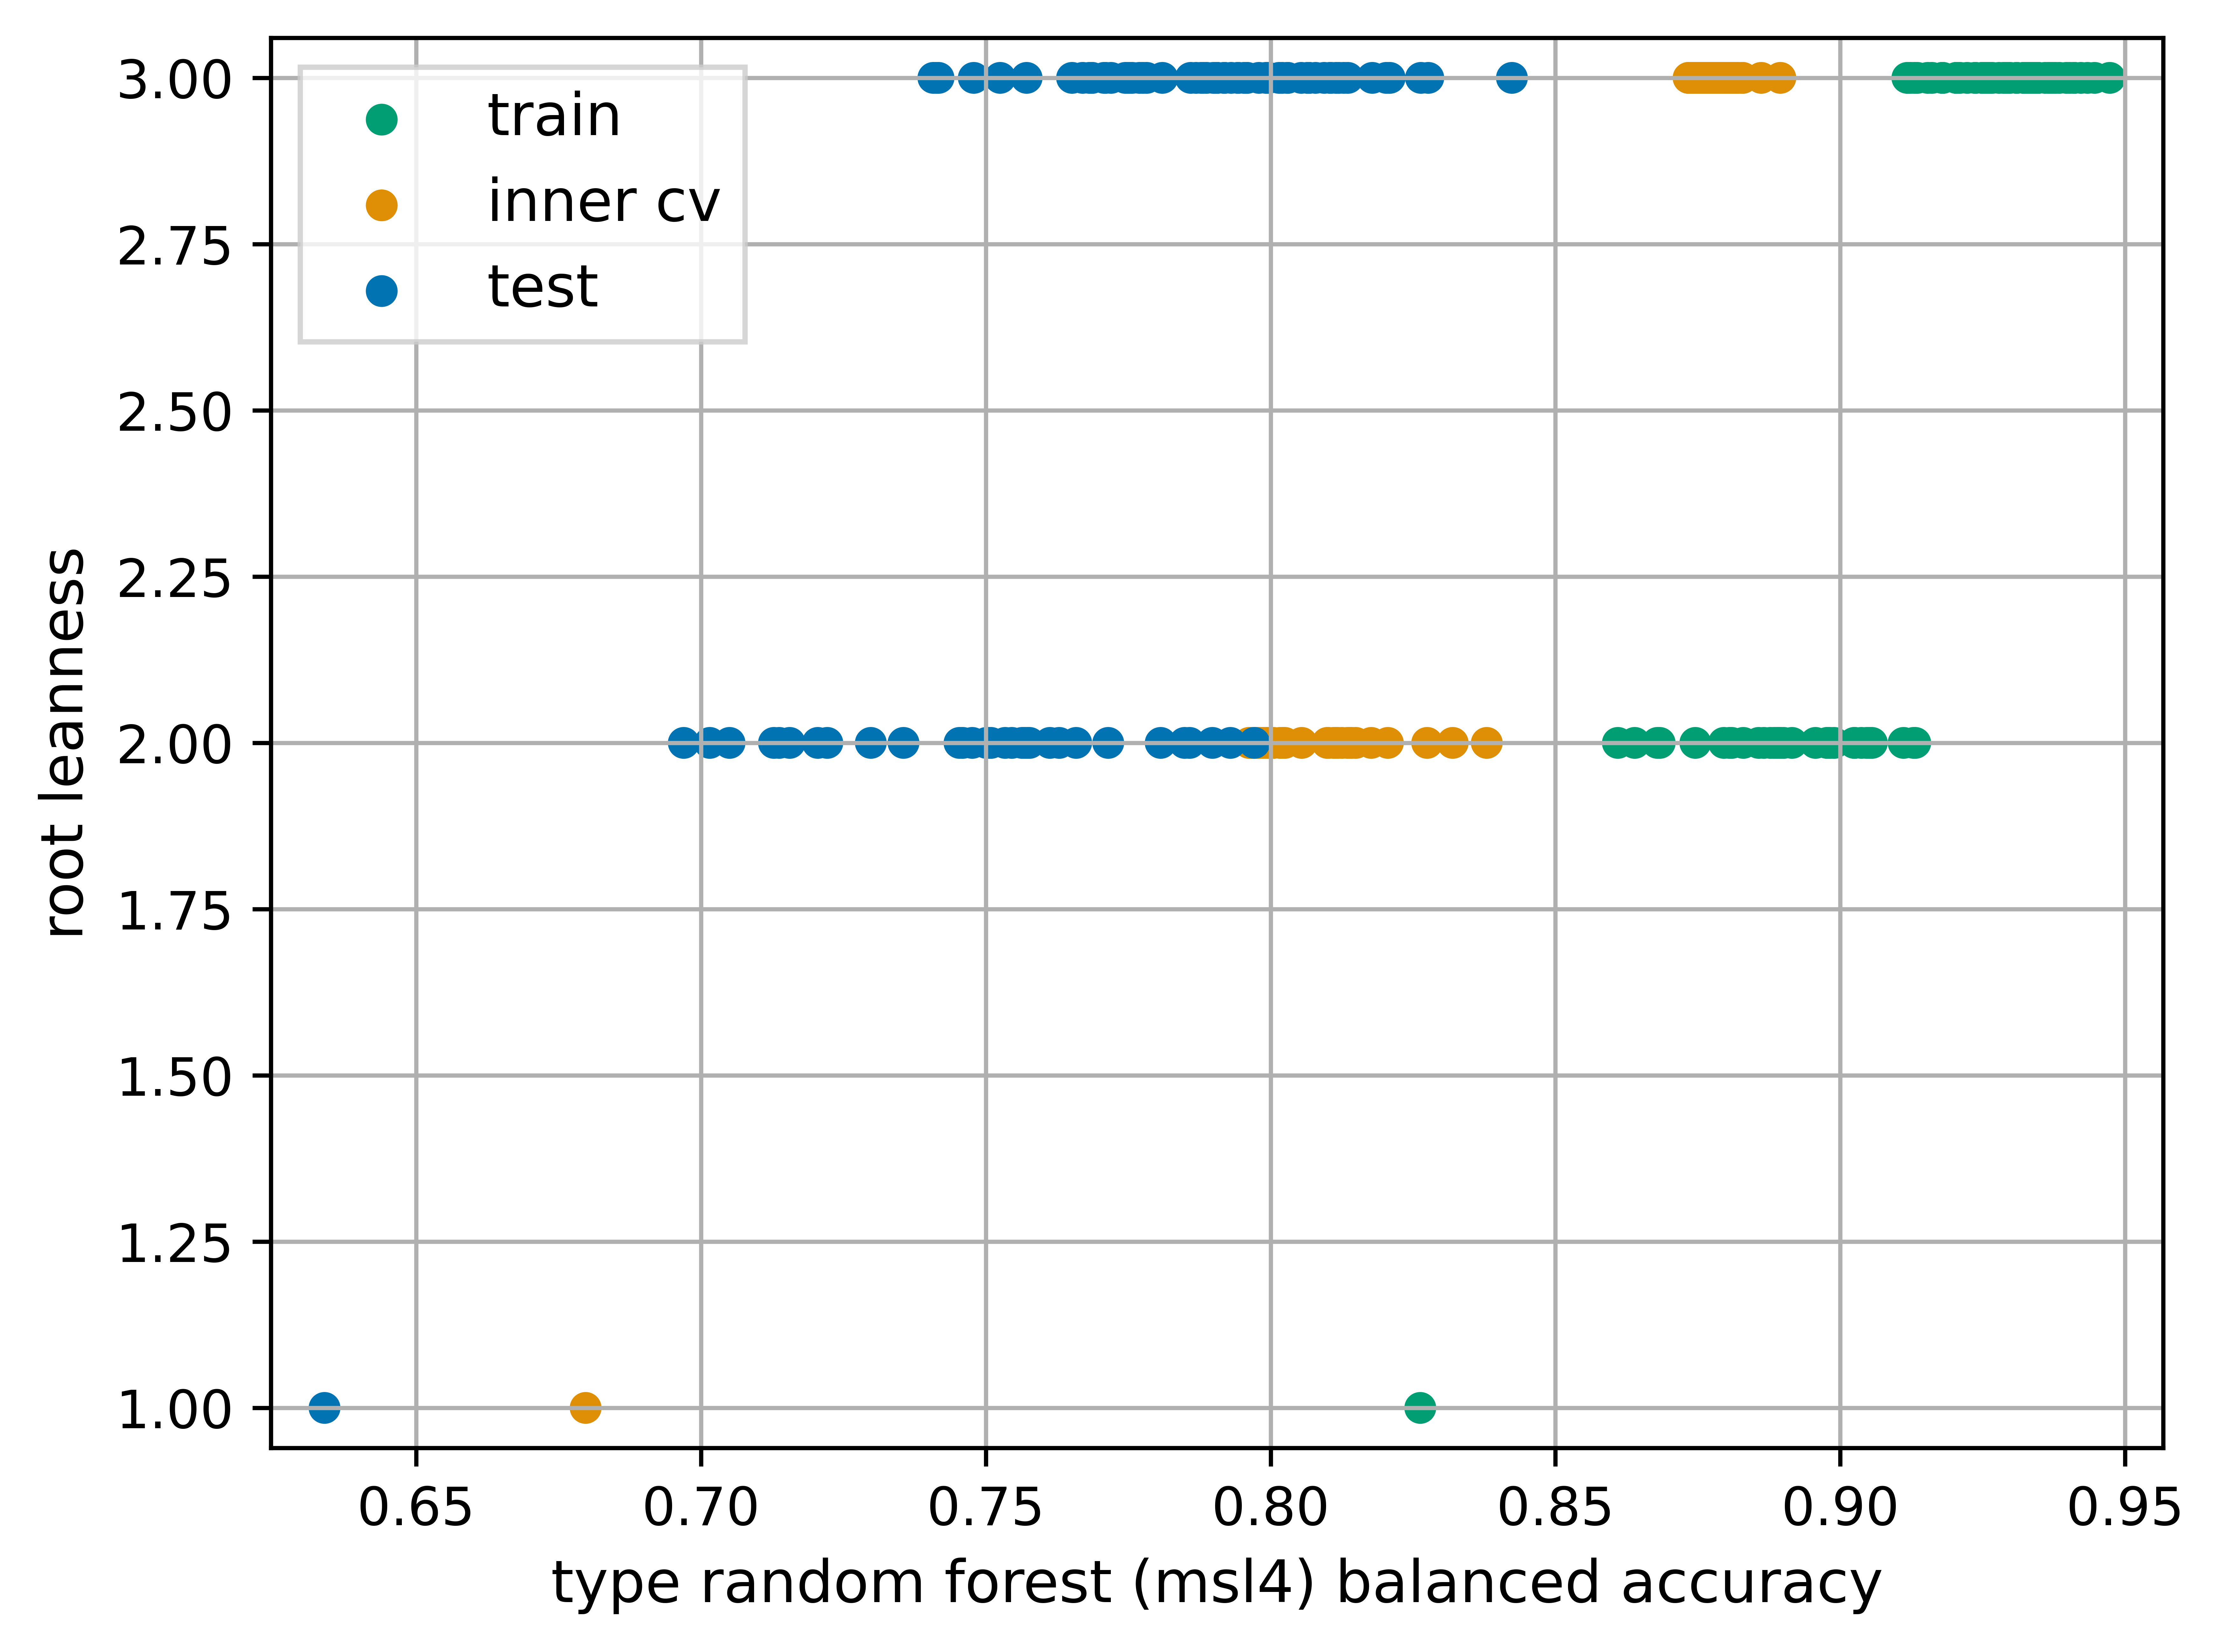 train
inner cv
test
3.00
2.75
2.50
2.25
2.00
1.75
1.50
1.25
1.00
root leanness
0.65 0.70 0.75 0.80 0.85 0.90 0.95
type random forest (msl4) balanced accuracy